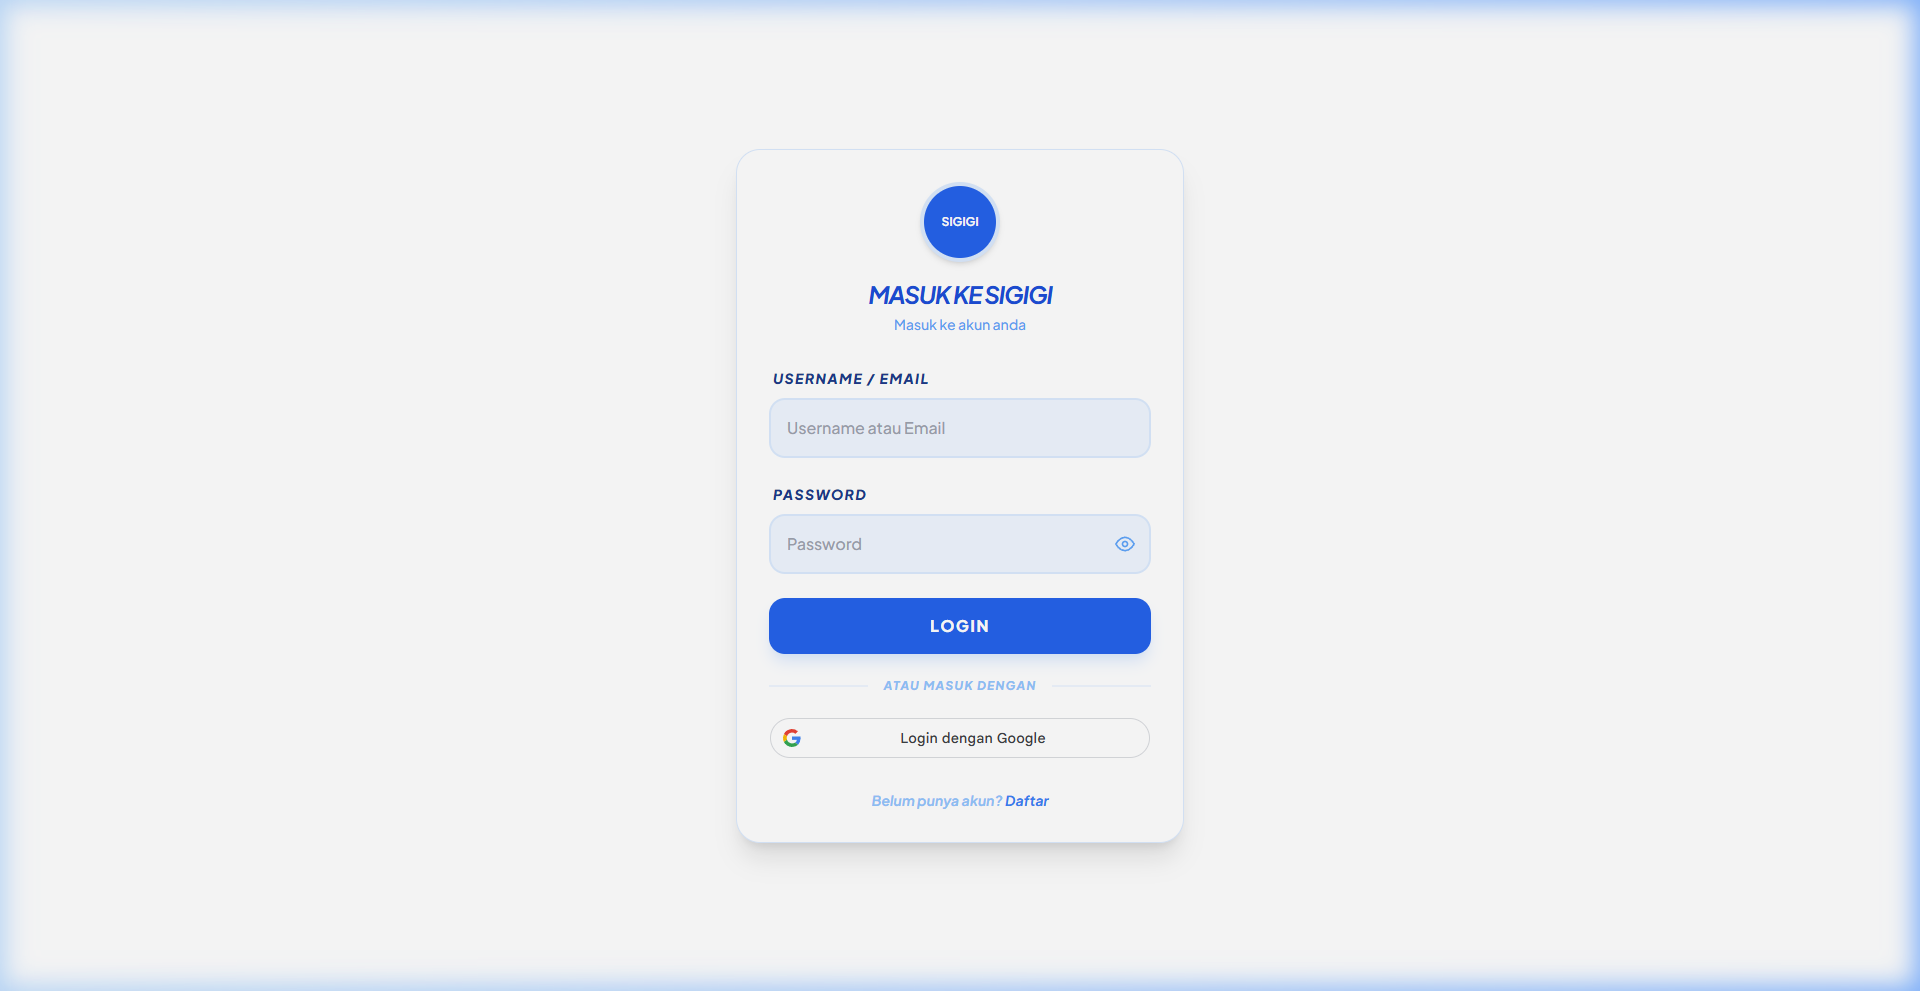 SIGIGI
MASUK KE SIGIGI
Masuk ke akun anda
USERNAME / EMAIL
Username atau Email
PASSWORD
Password
LOGIN
ATAU MASUK DENGAN
Login dengan Google
Belum punya akun? Daftar